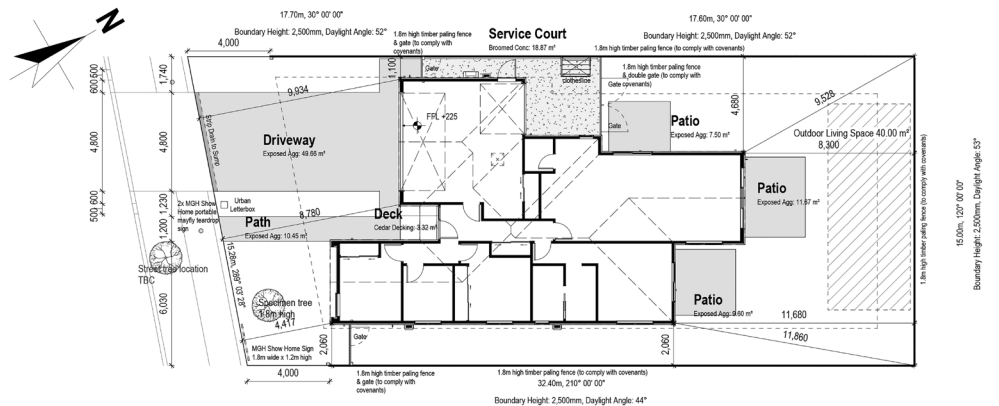 N
17.70m, 30° 00' 00"
Boundary Height: 2,500mm, Daylight Angle: 52°
4,000
1.8m high timber paling fence
& gate (to comply with
covenants)
Service Court
Broomed Conc: 18.87 m²
17.60m, 30° 00' 00"
Boundary Height: 2,500mm, Daylight Angle: 52°
1.8m high timber paling fence (to comply with covenants)
1.8m high timber paling fence
& double gate (to comply with
covenants)
Gate
Gate
Gate
clothesline
600
600
1,740
1,100
9,934
FFL +225
4,680
9,528
Strip Drain to Sump
Driveway
Exposed Agg: 49.66 m²
4,800
4,800
Patio
Exposed Agg: 7.50 m²
Outdoor Living Space 40.00 m²
8,300
Patio
Exposed Agg: 11.67 m²
600
500
1,230
1,200
2x MGH Show
Home portable
mayfly teardrop
sign
Urban
Letterbox
8,780
Path
Exposed Agg: 10.45 m²
Deck
Cedar Decking: 3.32 m²
1.8m high timber paling fence (to comply with covenants)
15.00m, 120° 00' 00"
Boundary Height: 2,500mm, Daylight Angle: 53°
Street tree location
TBC
15.28m, 289° 03' 28"
6,030
Specimen tree
1.8m high
4,417
Patio
Exposed Agg: 9.60 m²
11,680
11,860
MGH Show Home Sign
1.8m wide x 1.2m high
2,060
Gate
2,060
4,000
1.8m high timber paling fence
& gate (to comply with
covenants)
1.8m high timber paling fence (to comply with covenants)
32.40m, 210° 00' 00"
Boundary Height: 2,500mm, Daylight Angle: 44°